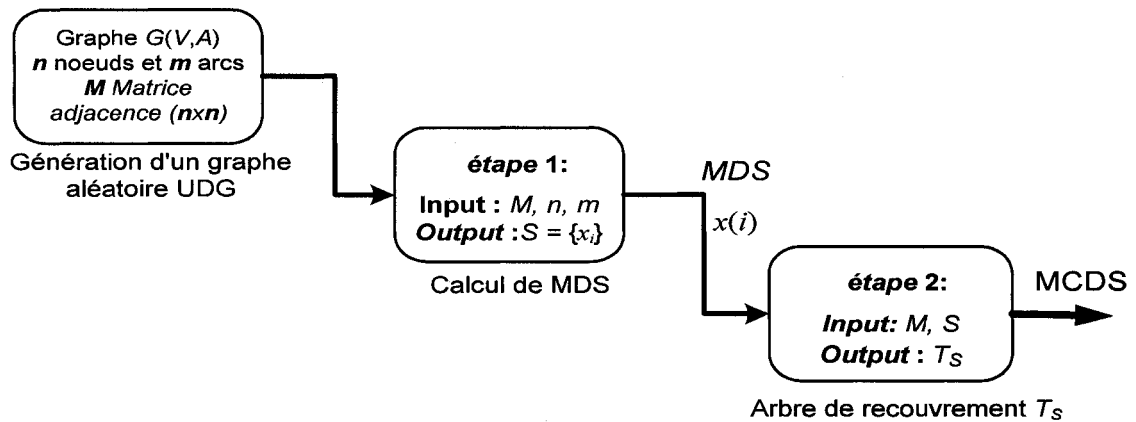 Graphe G(V,A)
n noeuds et m arcs
M Matrice
adjacence (nxn)
Génération d'un graphe
aléatoire UDG
étape 1:
Input : M, n, m
Output :S = {xᵢ}
Calcul de MDS
MDS
x(i)
étape 2:
Input: M, S
Output : Tₛ
Arbre de recouvrement Tₛ
MCDS